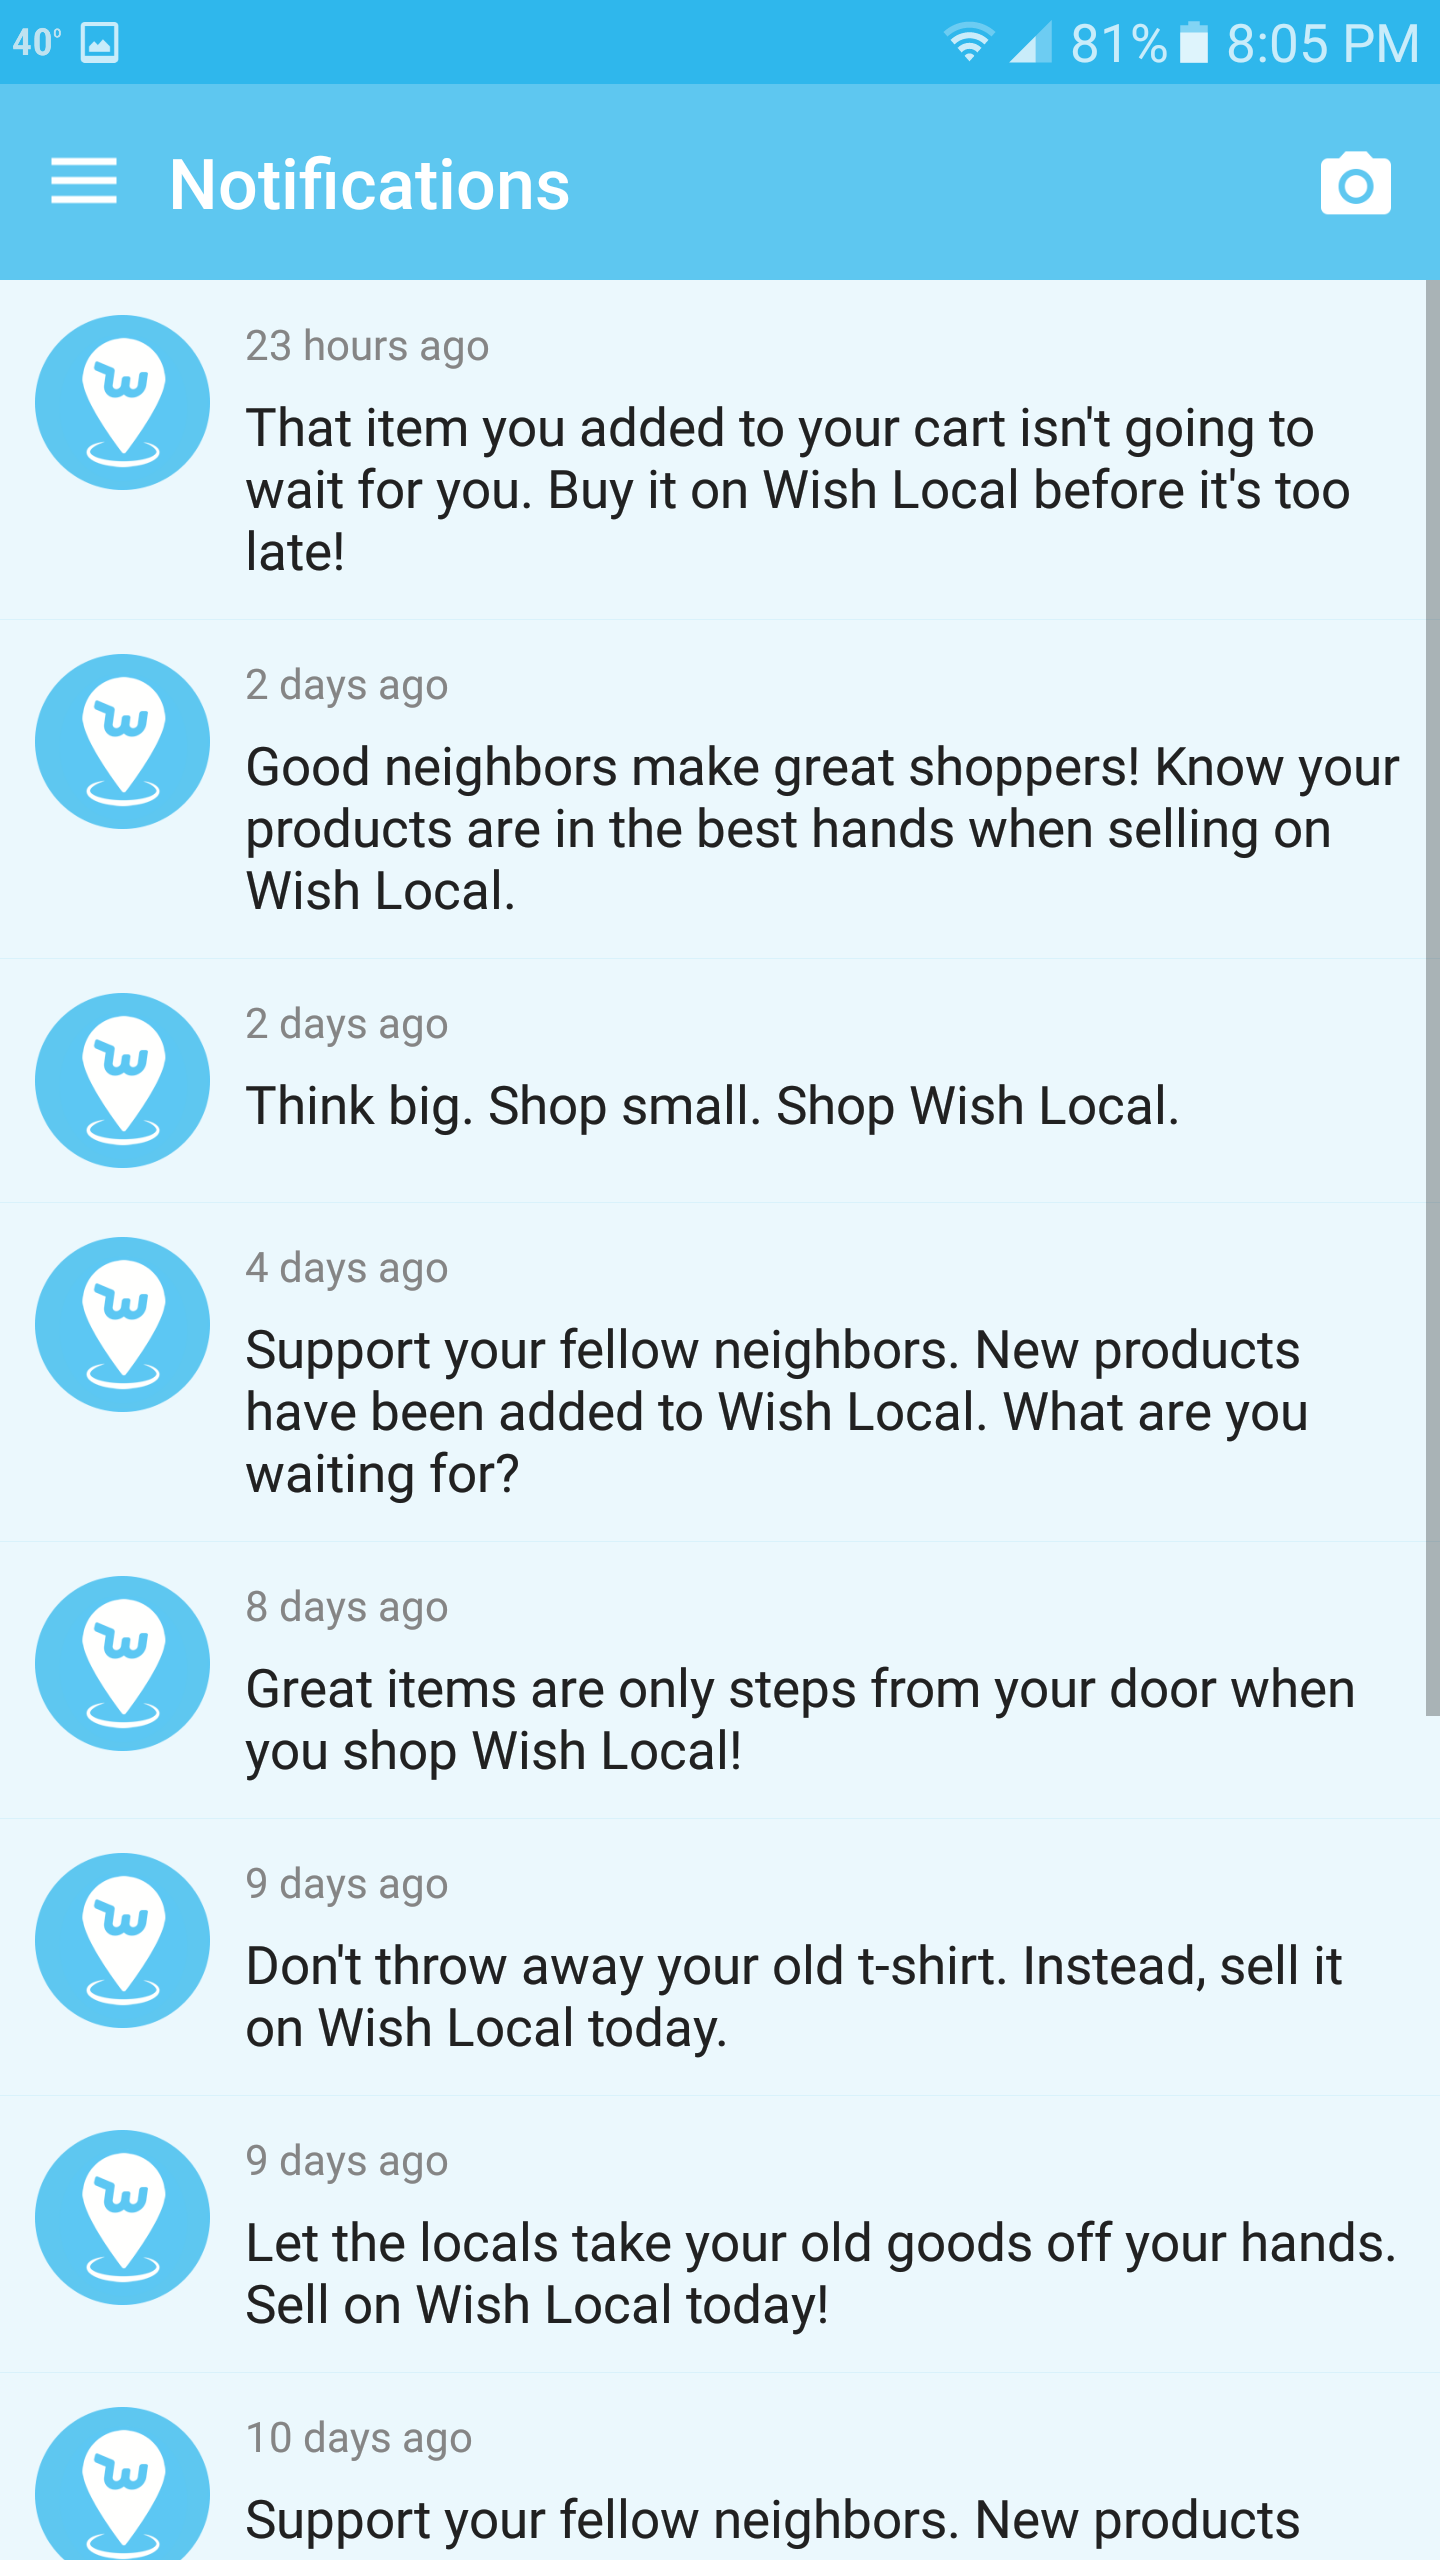 40°
81% 8:05 PM
Notifications
23 hours ago
That item you added to your cart isn't going to
wait for you. Buy it on Wish Local before it's too
late!
2 days ago
Good neighbors make great shoppers! Know your
products are in the best hands when selling on
Wish Local.
2 days ago
Think big. Shop small. Shop Wish Local.
4 days ago
Support your fellow neighbors. New products
have been added to Wish Local. What are you
waiting for?
8 days ago
Great items are only steps from your door when
you shop Wish Local!
9 days ago
Don't throw away your old t-shirt. Instead, sell it
on Wish Local today.
9 days ago
Let the locals take your old goods off your hands.
Sell on Wish Local today!
10 days ago
Support your fellow neighbors. New products